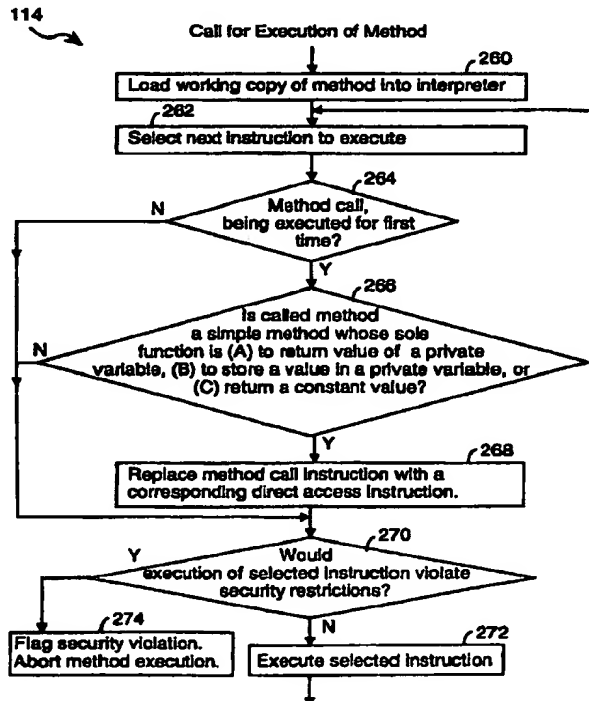 114
Call for Execution of Method
260
Load working copy of method into interpreter
262
Select next instruction to execute
264
N
Method call,
being executed for first
time?
Y
266
Is called method
a simple method whose sole
function is (A) to return value of a private
variable, (B) to store a value in a private variable, or
(C) return a constant value?
N
Y
268
Replace method call instruction with a
corresponding direct access instruction.
270
Y
Would
execution of selected instruction violate
security restrictions?
N
274
Flag security violation.
Abort method execution.
272
Execute selected instruction